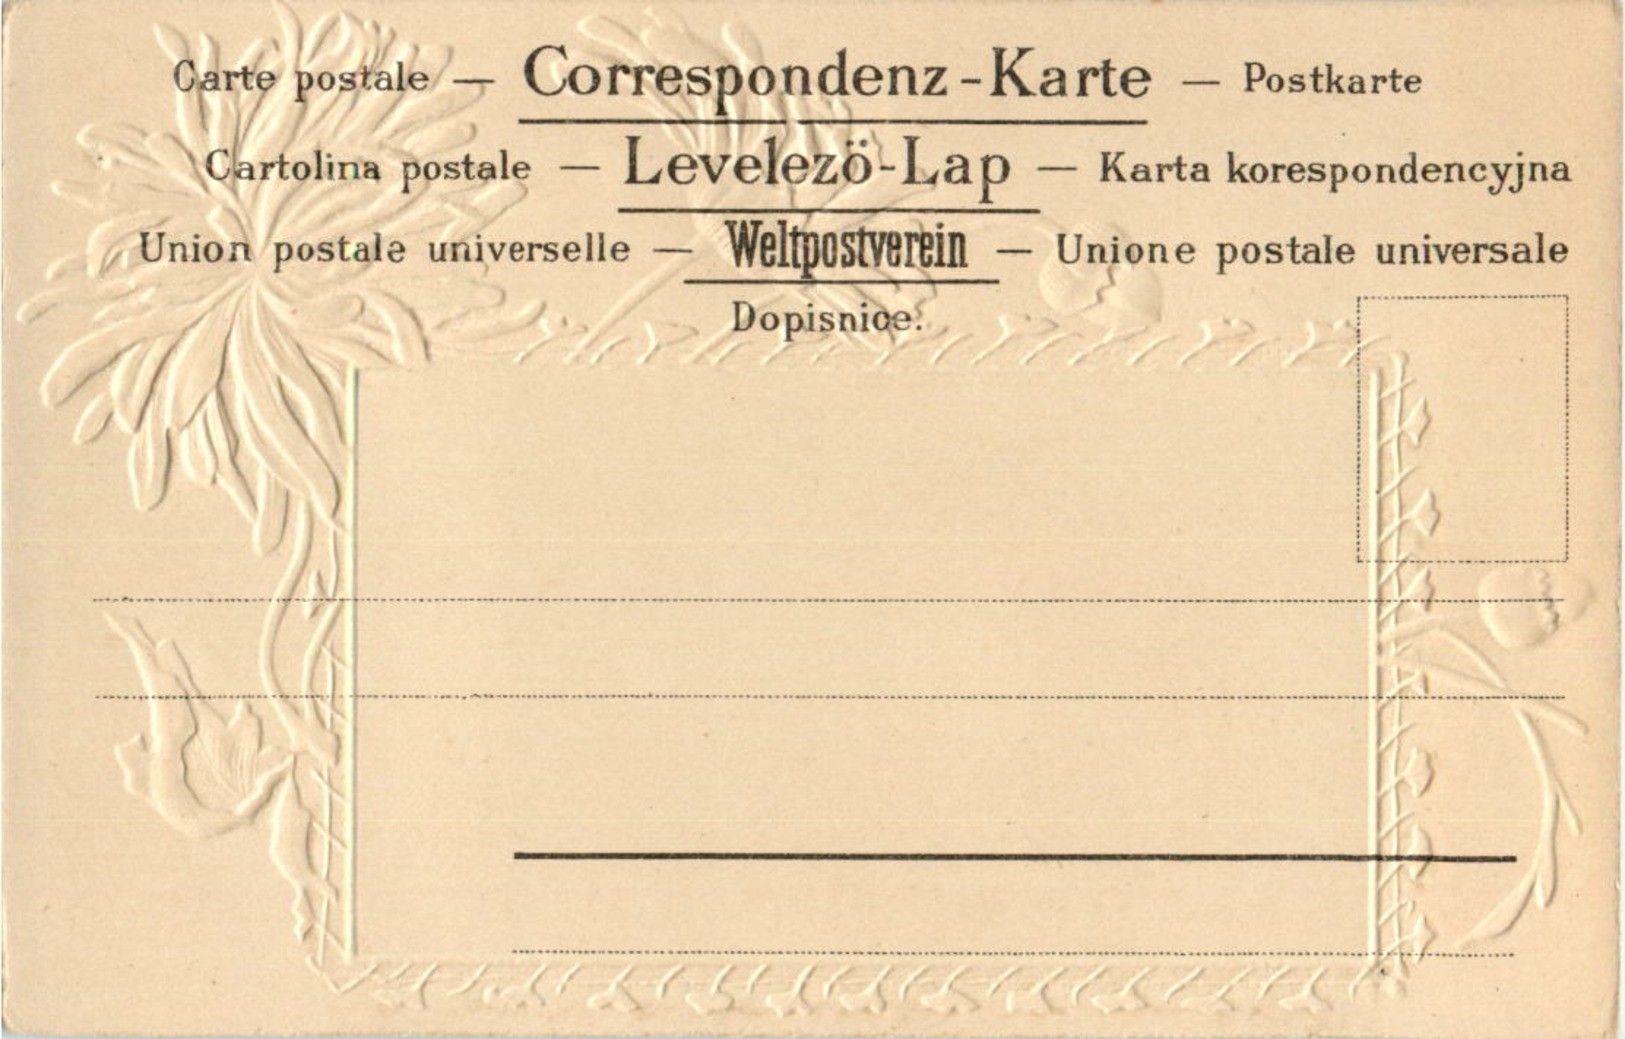 Carte postale — Correspondenz-Karte — Postkarte
Cartolina postale — Levelezö-Lap — Karta korespondencyjna
Union postale universelle — Weltpostverein — Unione postale universale
Dopisnice.